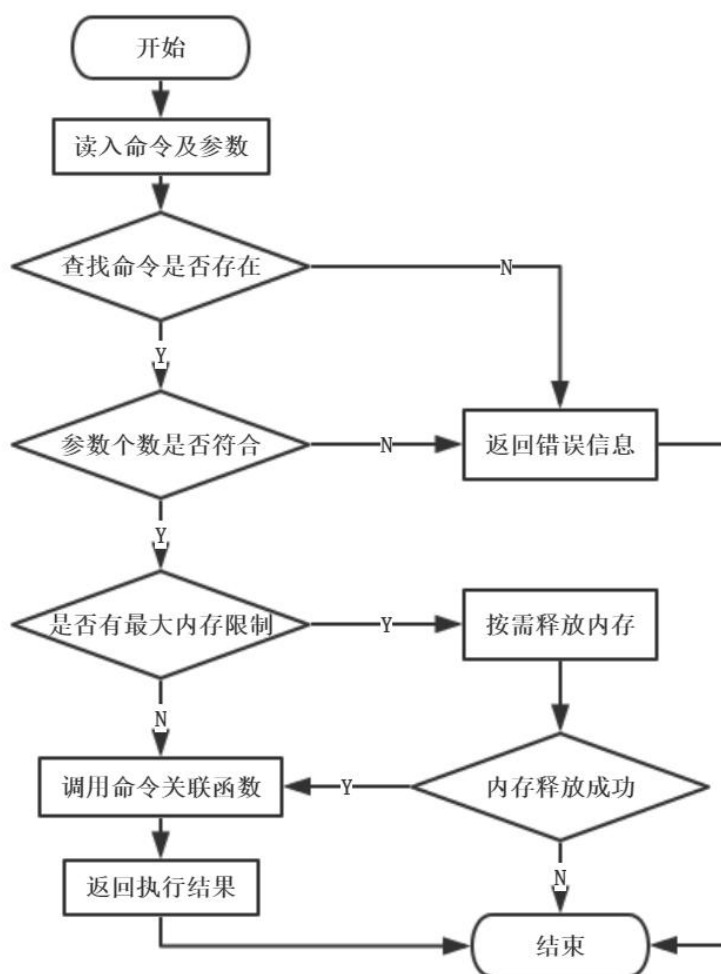 开始
读入命令及参数
查找命令是否存在
N
Y
参数个数是否符合
N
返回错误信息
Y
是否有最大内存限制
Y
按需释放内存
N
调用命令关联函数
Y
内存释放成功
返回执行结果
N
结束